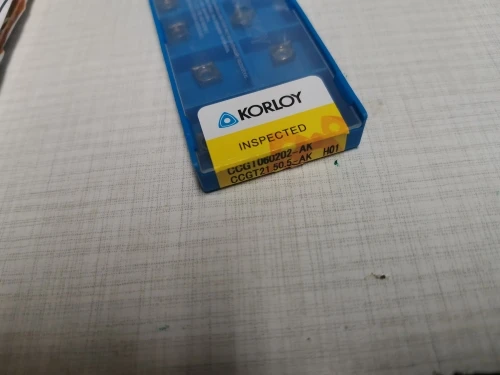 KORLOY
INSPECTED
CCGT060202-AK
CCGT21.50.5-AK H01